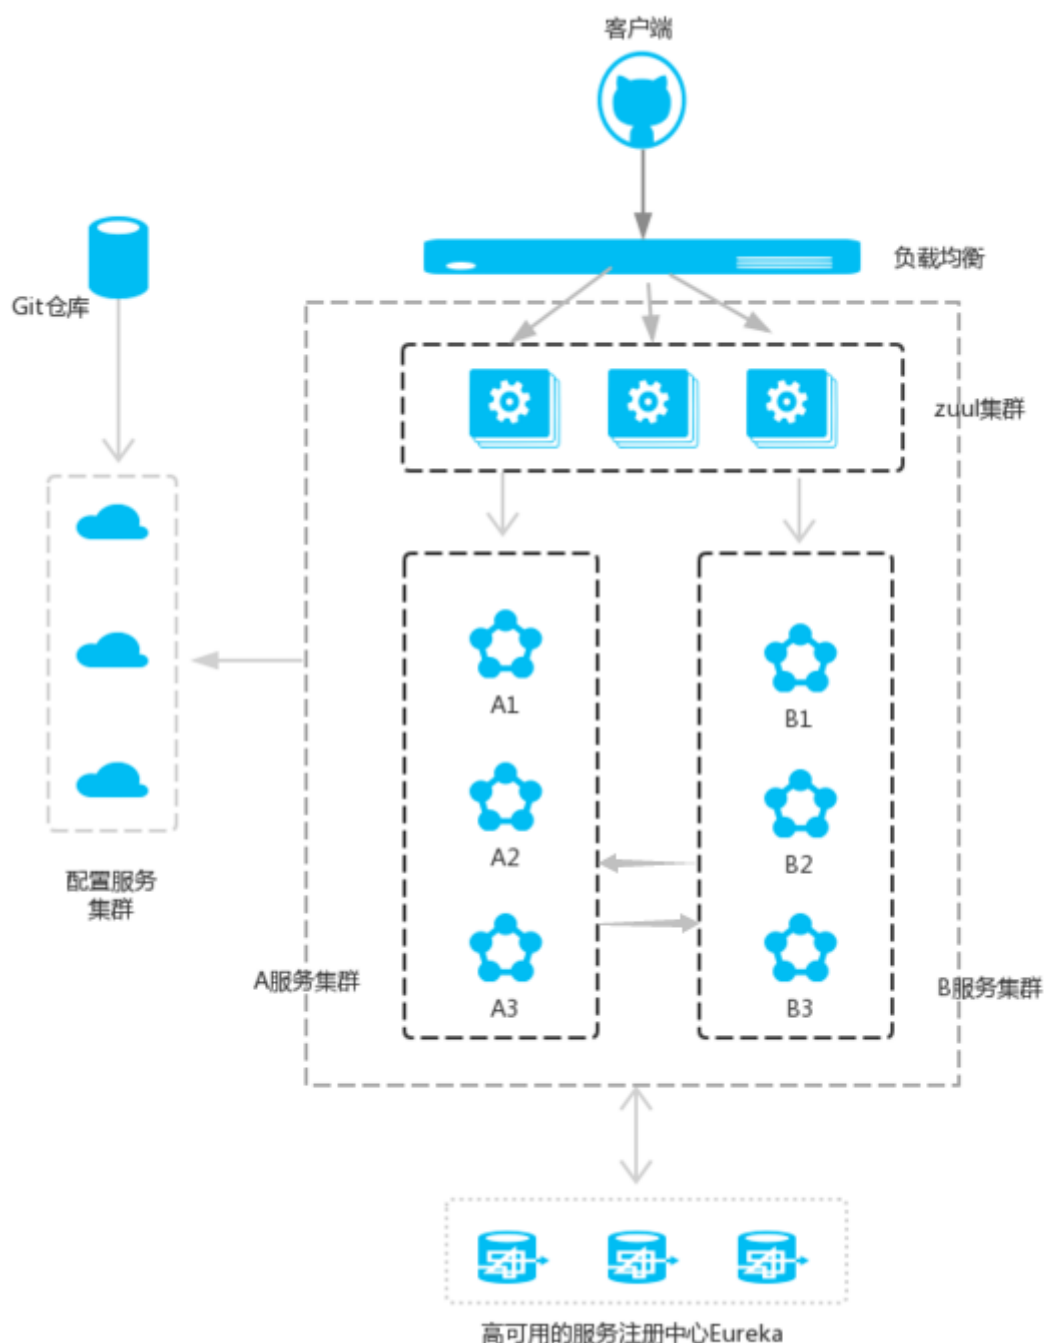 客户端
负载均衡
Git仓库
zuul集群
A1
B1
A2
B2
配置服务
集群
A服务集群
B服务集群
A3
B3
高可用的服务注册中心Eureka